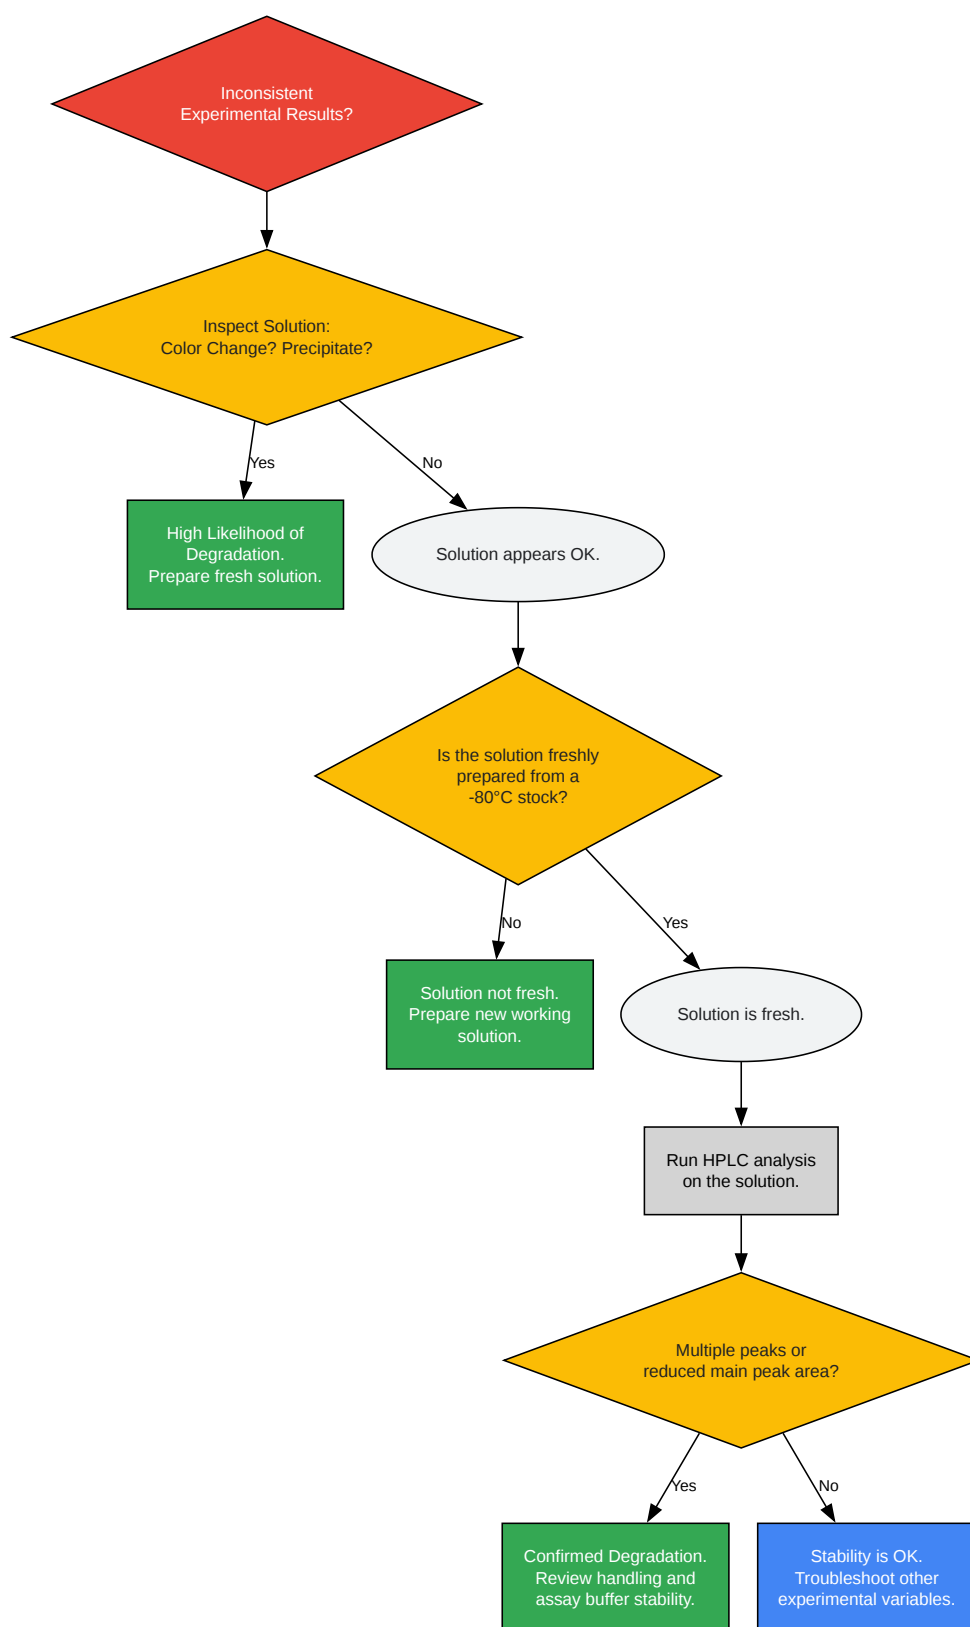 Inconsistent
Experimental Results?
Inspect Solution:
Color Change? Precipitate?
Yes
No
High Likelihood of
Degradation.
Prepare fresh solution.
Solution appears OK.
Is the solution freshly
prepared from a
-80°C stock?
No
Yes
Solution not fresh.
Prepare new working
solution.
Solution is fresh.
Run HPLC analysis
on the solution.
Multiple peaks or
reduced main peak area?
Yes
No
Confirmed Degradation.
Review handling and
assay buffer stability.
Stability is OK.
Troubleshoot other
experimental variables.